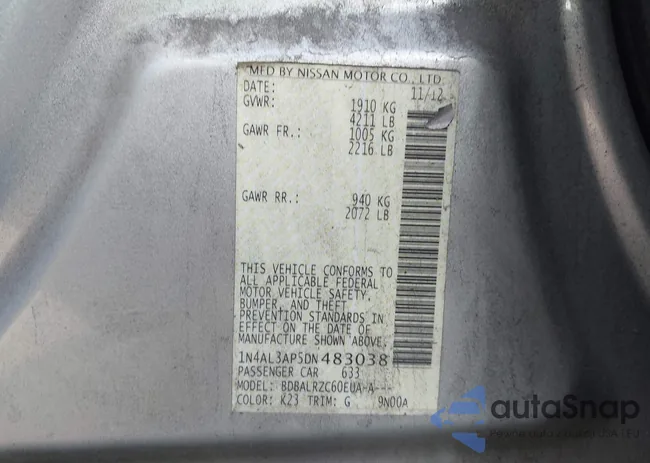 MFD BY NISSAN MOTOR CO., LTD
DATE: 11/12
GVWR: 1910 KG
4211 LB
GAWR FR.: 1005 KG
2216 LB
GAWR RR.: 940 KG
2072 LB
THIS VEHICLE CONFORMS TO
ALL APPLICABLE FEDERAL
MOTOR VEHICLE SAFETY,
BUMPER, AND THEFT
PREVENTION STANDARDS IN
EFFECT ON THE DATE OF
MANUFACTURE SHOWN ABOVE.
1N4AL3AP5DN483038
PASSENGER CAR 633
MODEL: BDBALRZC60EUA-A---
COLOR: K23 TRIM: G 9N00A
autoSnap